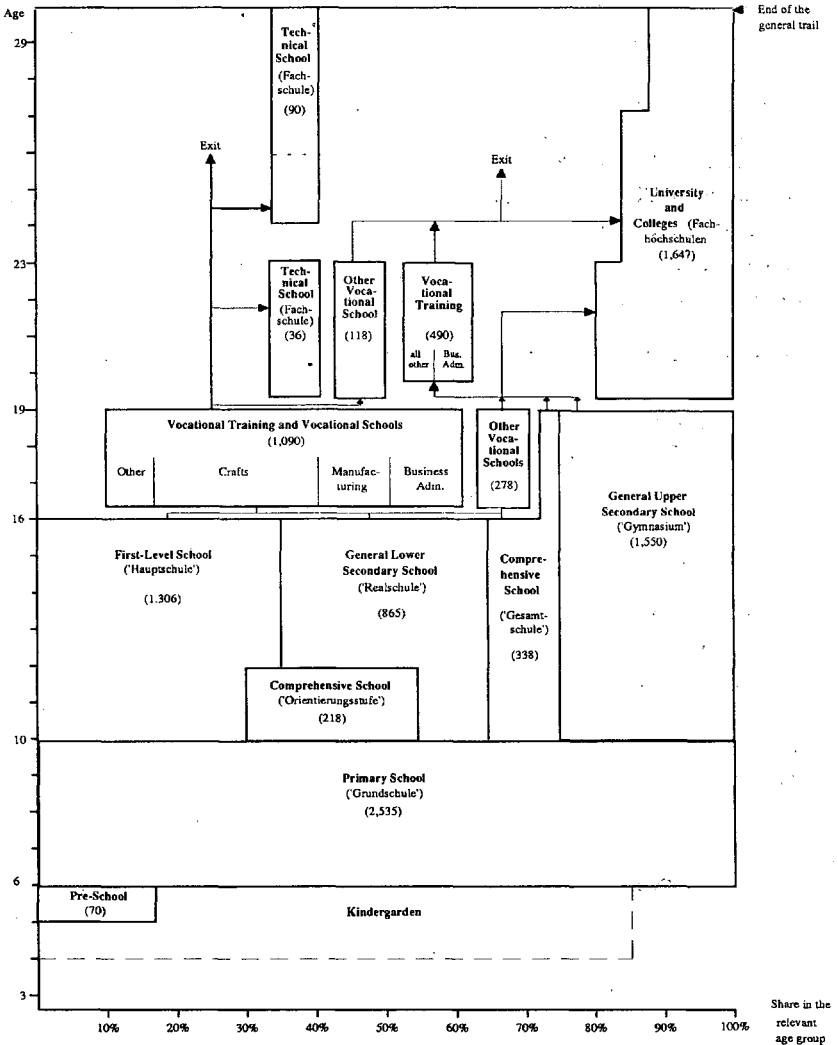 Age
End of the
general trail
29
Tech-
nical
School
(Fach-
schule)
(90)
Exit
Exit
University
and
Colleges (Fach-
hochschulen
(1,647)
23
Tech-
nical
School
(Fach-
schule)
(36)
Other
Voca-
tional
School
(118)
Voca-
tional
Training
(490)
all
other
Bus.
Adm.
19
Vocational Training and Vocational Schools
(1,090)
Other
Crafts
Manufac-
turing
Business
Adm.
Other
Voca-
tional
Schools
(278)
General Upper
Secondary School
('Gymnasium')
(1,550)
16
First-Level School
('Hauptschule')
(1.306)
General Lower
Secondary School
('Realschule')
(865)
Compre-
hensive
School
('Gesamt-
schule')
(338)
Comprehensive School
('Orientierungsstufe')
(218)
10
Primary School
('Grundschule')
(2,535)
6
Pre-School
(70)
Kindergarden
3
10% 20% 30% 40% 50% 60% 70% 80% 90% 100%
Share in the
relevant
age group